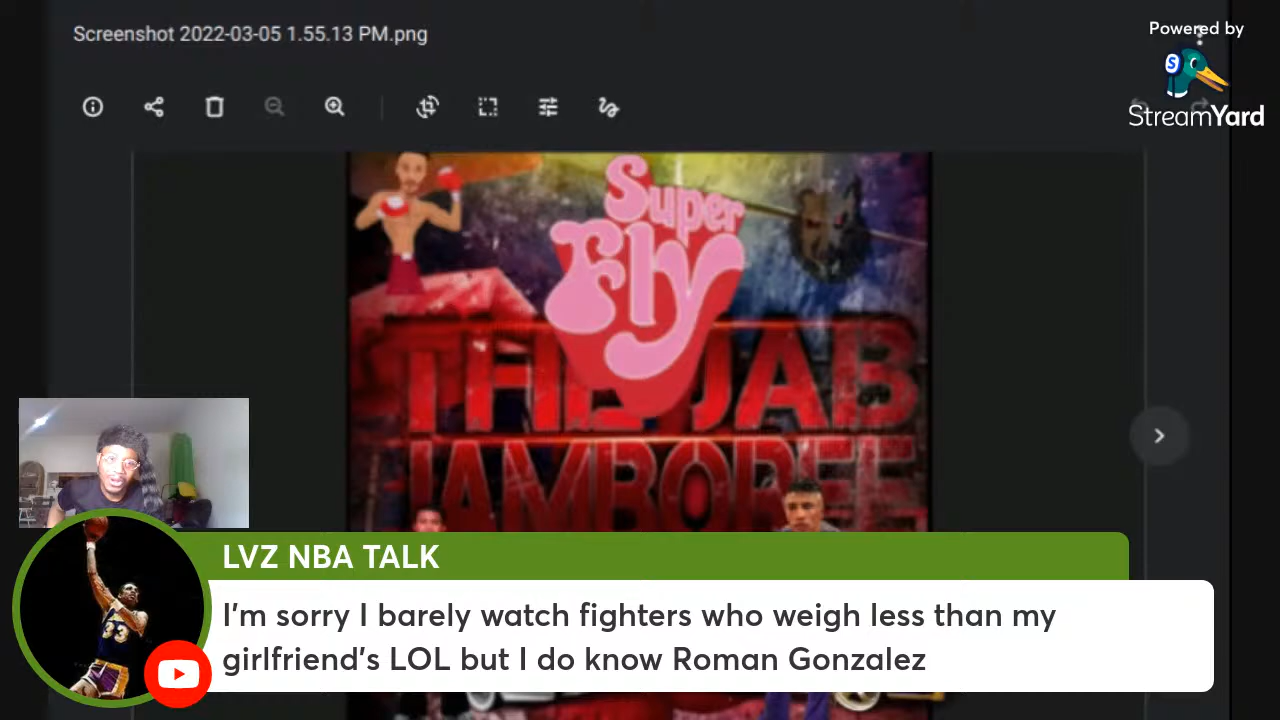 Screenshot 2022-03-05 1.55.13 PM.png
Powered by
S
StreamYard
Super
Fly
THE JAB
JAMBOREE
33
LVZ NBA TALK
I'm sorry I barely watch fighters who weigh less than my
girlfriend's LOL but I do know Roman Gonzalez